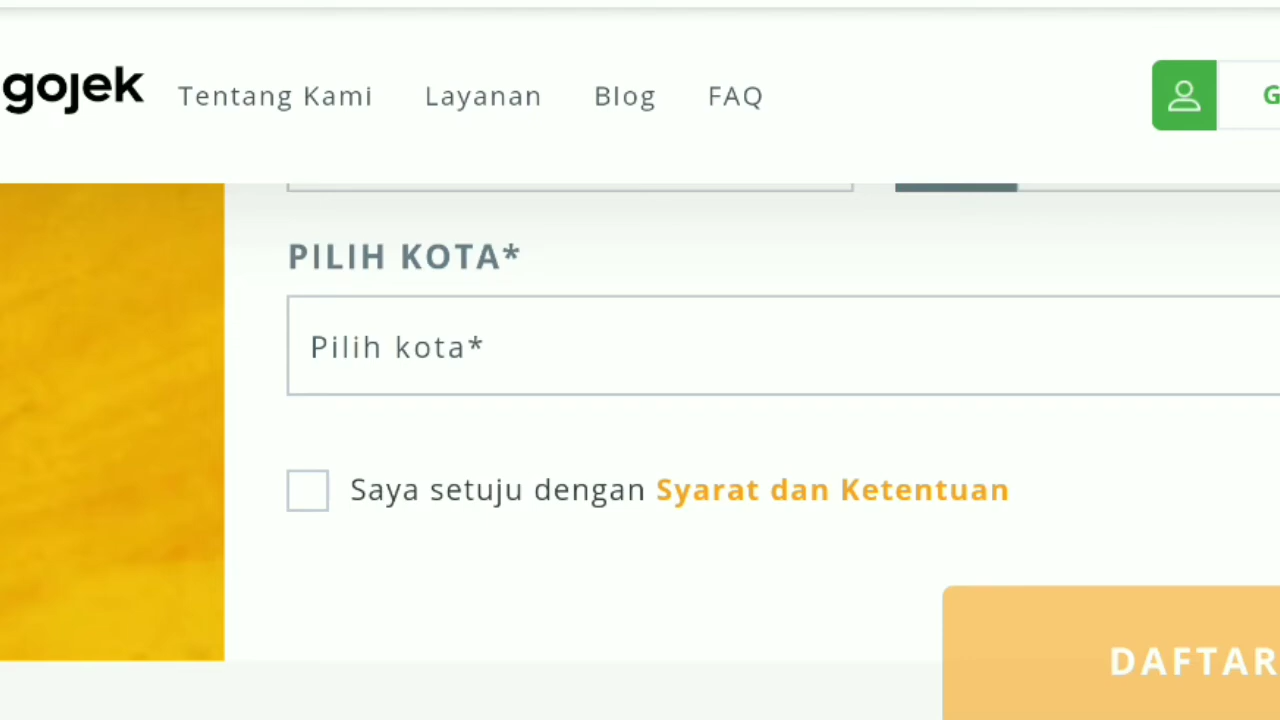 gojek Tentang Kami Layanan Blog FAQ G
PILIH KOTA*
Pilih kota*
Saya setuju dengan Syarat dan Ketentuan
DAFTAR